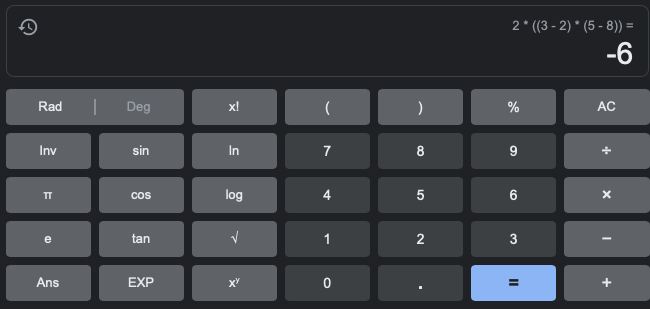 2 * ((3 - 2) * (5 - 8)) =
-6
Rad | Deg x! ( ) % AC
Inv sin ln 7 8 9 ÷
π cos log 4 5 6 ×
e tan √ 1 2 3 −
Ans EXP xʸ 0 . = +